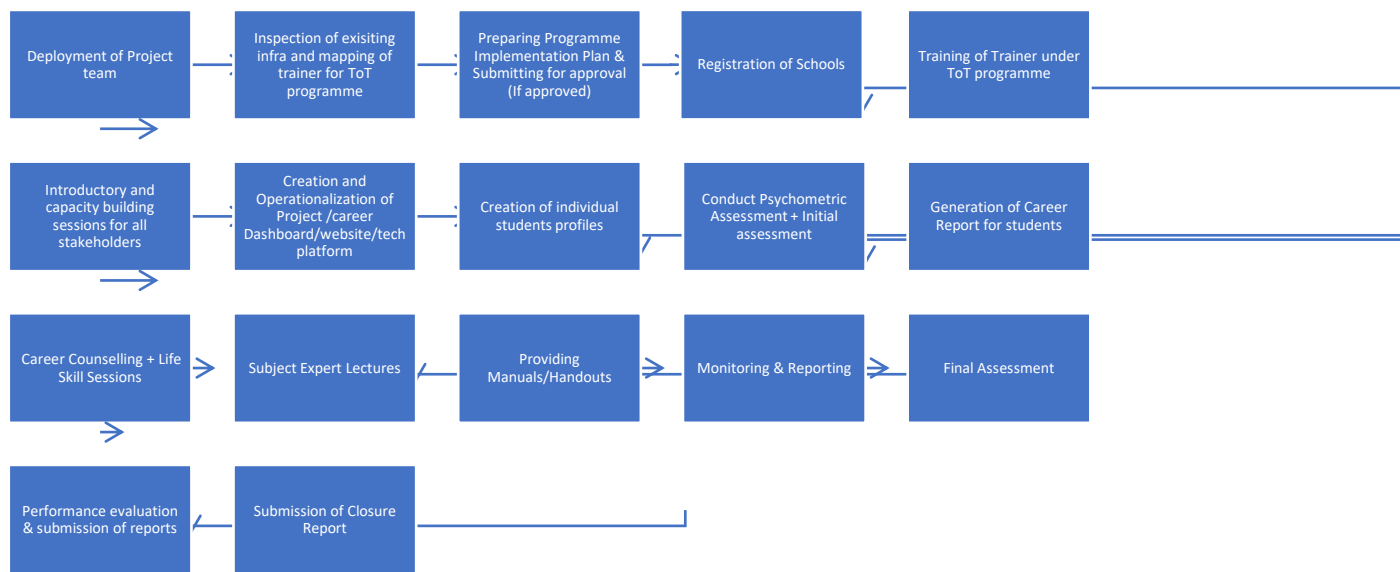 Deployment of Project
team
Inspection of exisiting
infra and mapping of
trainer for ToT
programme
Preparing Programme
Implementation Plan &
Submitting for approval
(If approved)
Registration of Schools
Training of Trainer under
ToT programme
Introductory and
capacity building
sessions for all
stakeholders
Creation and
Operationalization of
Project /career
Dashboard/website/tech
platform
Creation of individual
students profiles
Conduct Psychometric
Assessment + Initial
assessment
Generation of Career
Report for students
Career Counselling + Life
Skill Sessions
Subject Expert Lectures
Providing
Manuals/Handouts
Monitoring & Reporting
Final Assessment
Performance evaluation
& submission of reports
Submission of Closure
Report